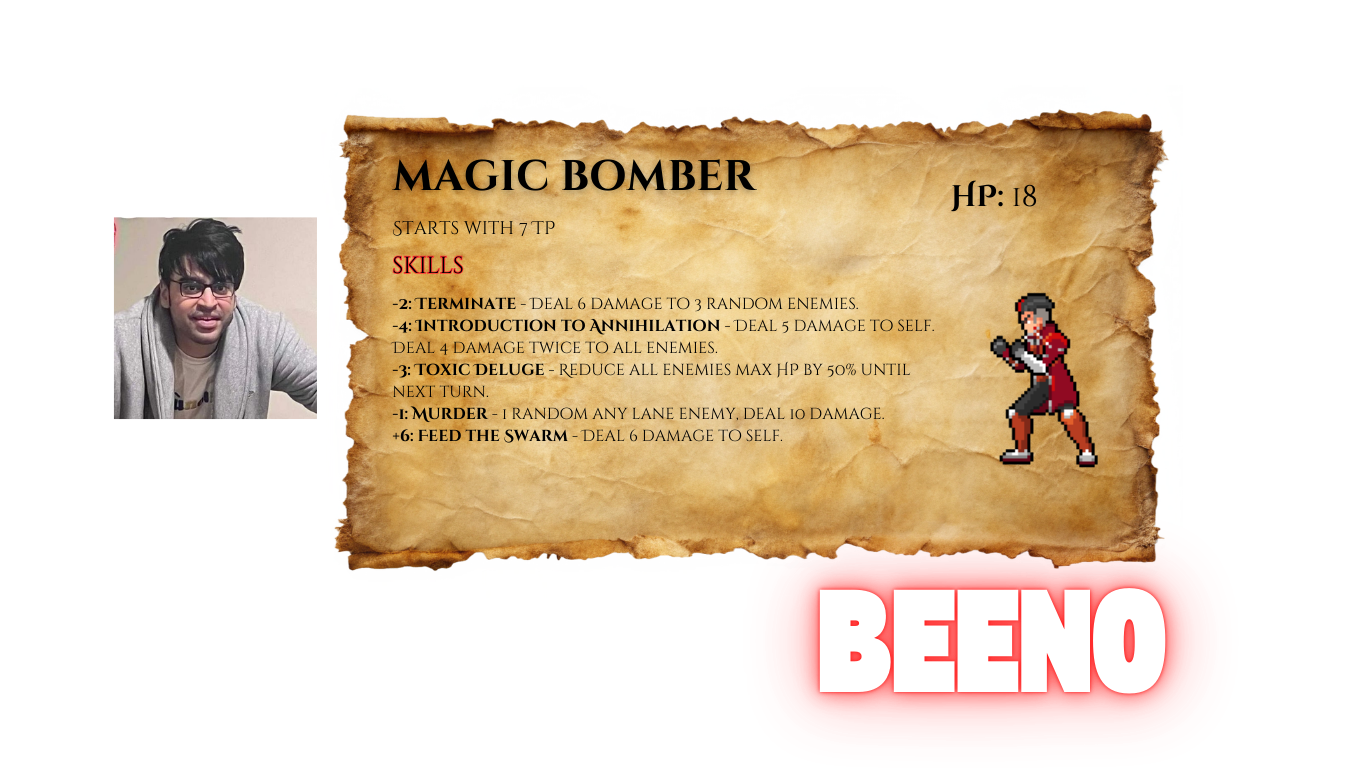 MAGIC BOMBER
HP: 18
STARTS WITH 7 TP
SKILLS
-2: TERMINATE - DEAL 6 DAMAGE TO 3 RANDOM ENEMIES.
-4: INTRODUCTION TO ANNIHILATION - DEAL 5 DAMAGE TO SELF.
DEAL 4 DAMAGE TWICE TO ALL ENEMIES.
-3: TOXIC DELUGE - REDUCE ALL ENEMIES MAX HP BY 50% UNTIL
NEXT TURN.
-1: MURDER - 1 RANDOM ANY LANE ENEMY, DEAL 10 DAMAGE.
+6: FEED THE SWARM - DEAL 6 DAMAGE TO SELF.
BEENO